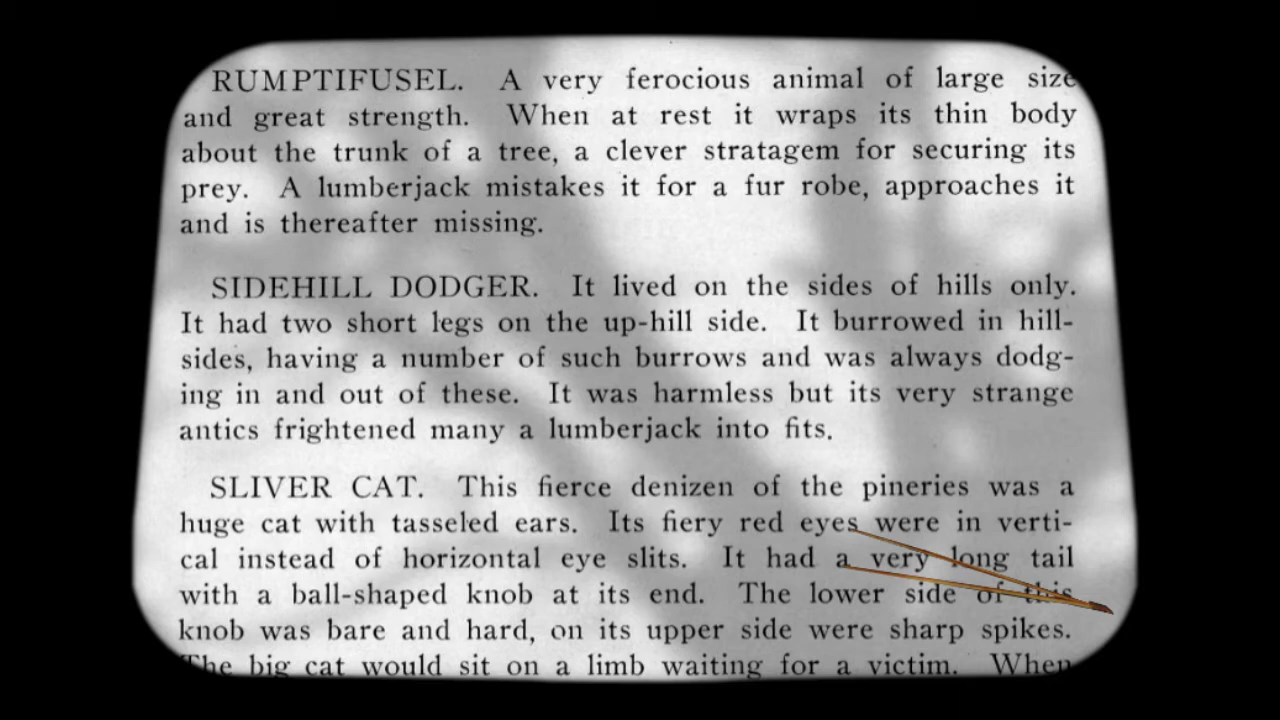 RUMPTIFUSEL. A very ferocious animal of large size
and great strength. When at rest it wraps its thin body
about the trunk of a tree, a clever stratagem for securing its
prey. A lumberjack mistakes it for a fur robe, approaches it
and is thereafter missing.
SIDEHILL DODGER. It lived on the sides of hills only.
It had two short legs on the up-hill side. It burrowed in hill-
sides, having a number of such burrows and was always dodg-
ing in and out of these. It was harmless but its very strange
antics frightened many a lumberjack into fits.
SLIVER CAT. This fierce denizen of the pineries was a
huge cat with tasseled ears. Its fiery red eyes were in verti-
cal instead of horizontal eye slits. It had a very long tail
with a ball-shaped knob at its end. The lower side of this
knob was bare and hard, on its upper side were sharp spikes.
The big cat would sit on a limb waiting for a victim. When